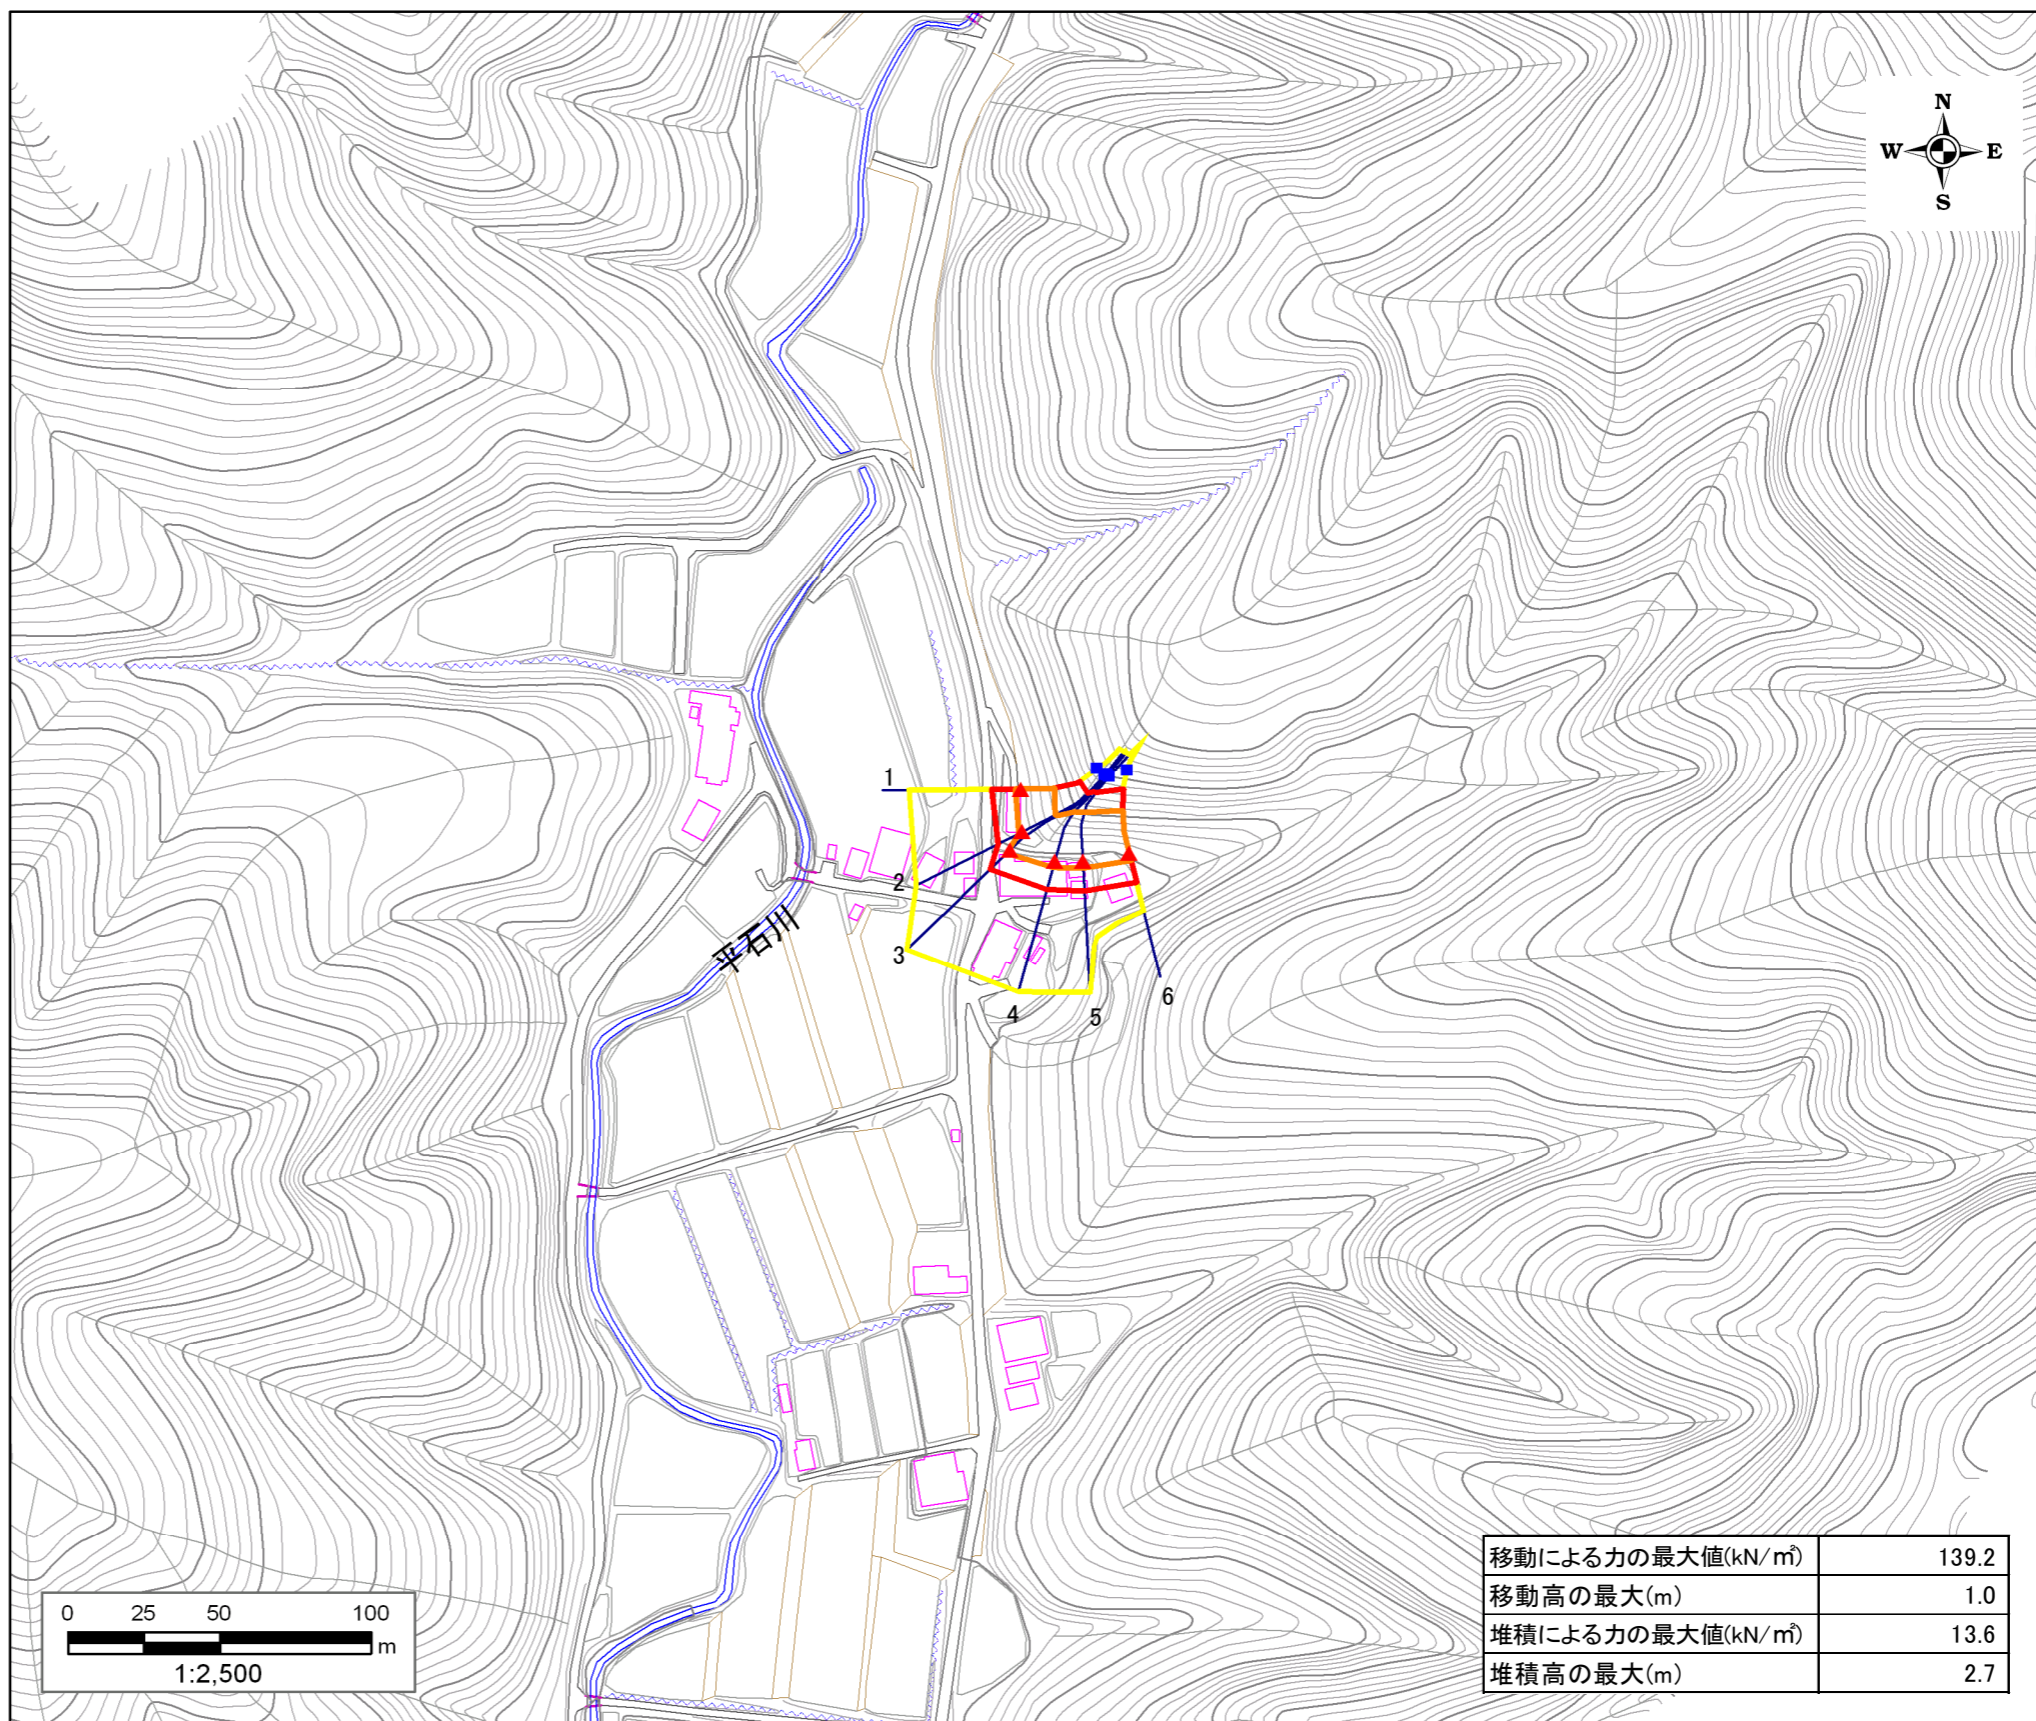 N
W E
S
1
2
3
4
5
6
平石川
移動による力の最大値(kN/㎡) 139.2
移動高の最大(m) 1.0
堆積による力の最大値(kN/㎡) 13.6
堆積高の最大(m) 2.7
0 25 50 100
m
1:2,500